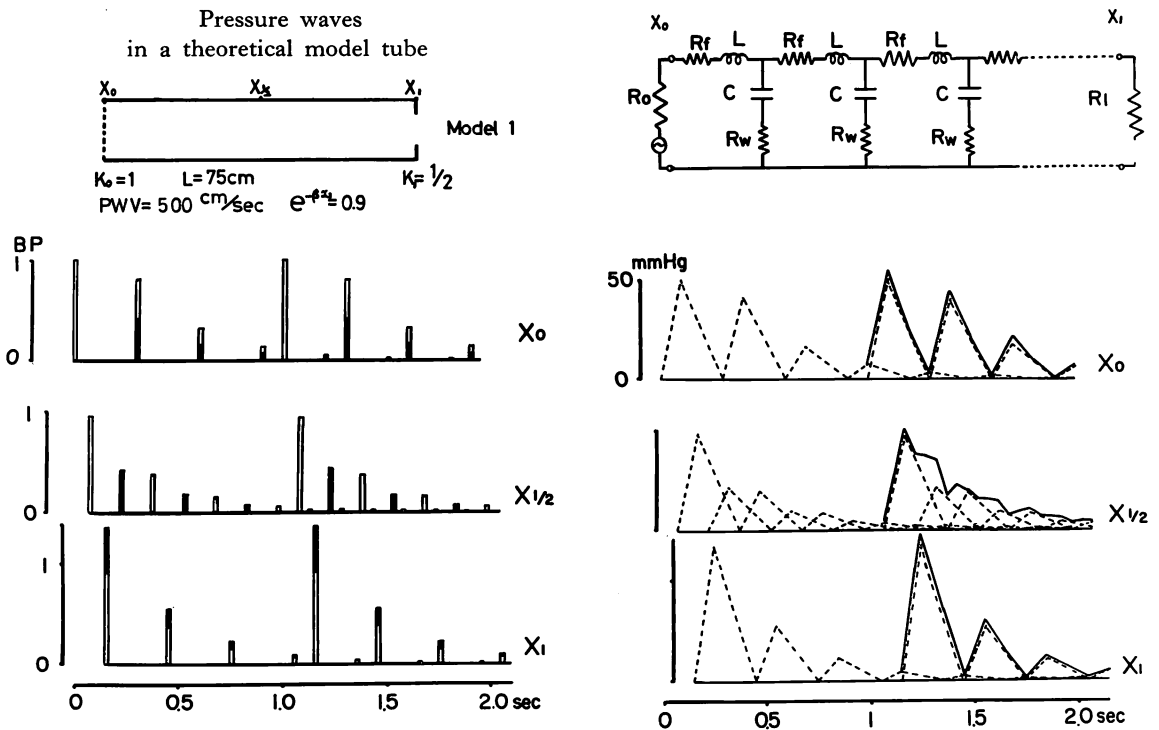 Pressure waves
in a theoretical model tube
X₀ X½ X₁
Model 1
K₀=1 L=75cm K₁=1/2
PWV=500 cm/sec e^-βx₁=0.9
BP
1
0
X₀
1
0
X1/2
1
0
X₁
0 0.5 1.0 1.5 2.0 sec
X₀ X₁
Rf L Rf L Rf L
R₀ C C C R₁
Rw Rw Rw
mmHg
50
0
X₀
X1/2
X₁
0 0.5 1 1.5 2.0 sec